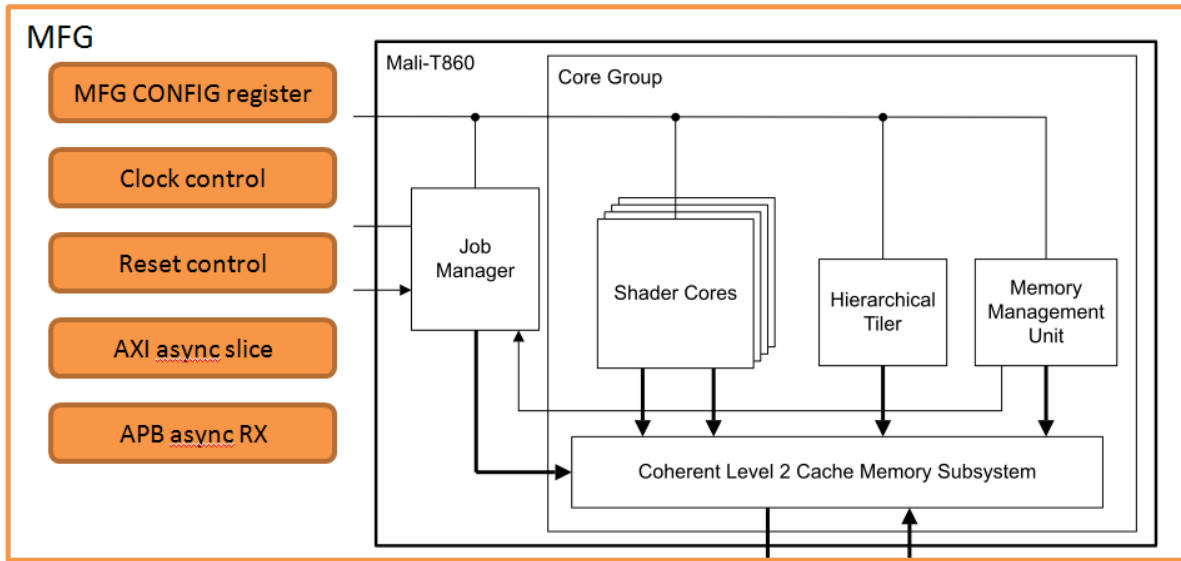 MFG
MFG CONFIG register
Clock control
Reset control
AXI async slice
APB async RX
Mali-T860
Core Group
Job
Manager
Shader Cores
Hierarchical
Tiler
Memory
Management
Unit
Coherent Level 2 Cache Memory Subsystem